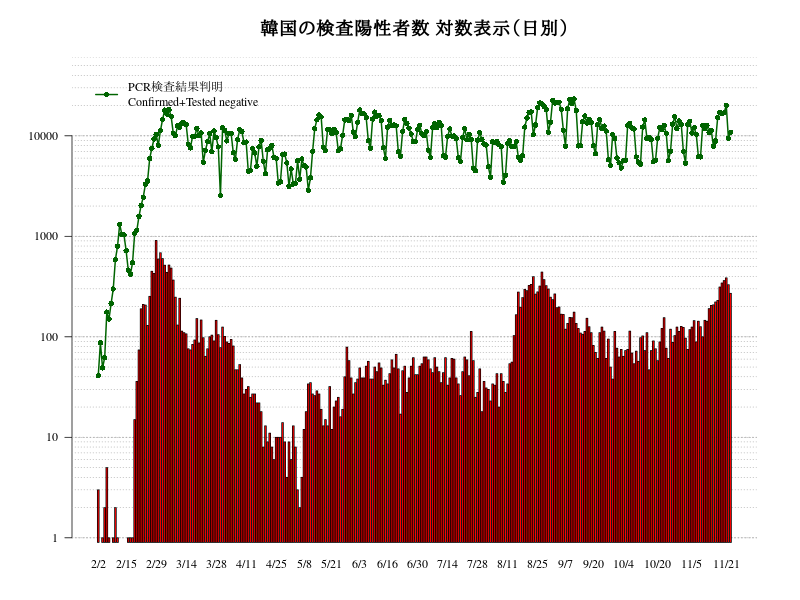 韓国の検査陽性者数 対数表示（日別）
PCR検査結果判明
Confirmed+Tested negative
10000
1000
100
10
1
2/2 2/15 2/29 3/14 3/28 4/11 4/25 5/8 5/21 6/3 6/16 6/30 7/14 7/28 8/11 8/25 9/7 9/20 10/4 10/20 11/5 11/21